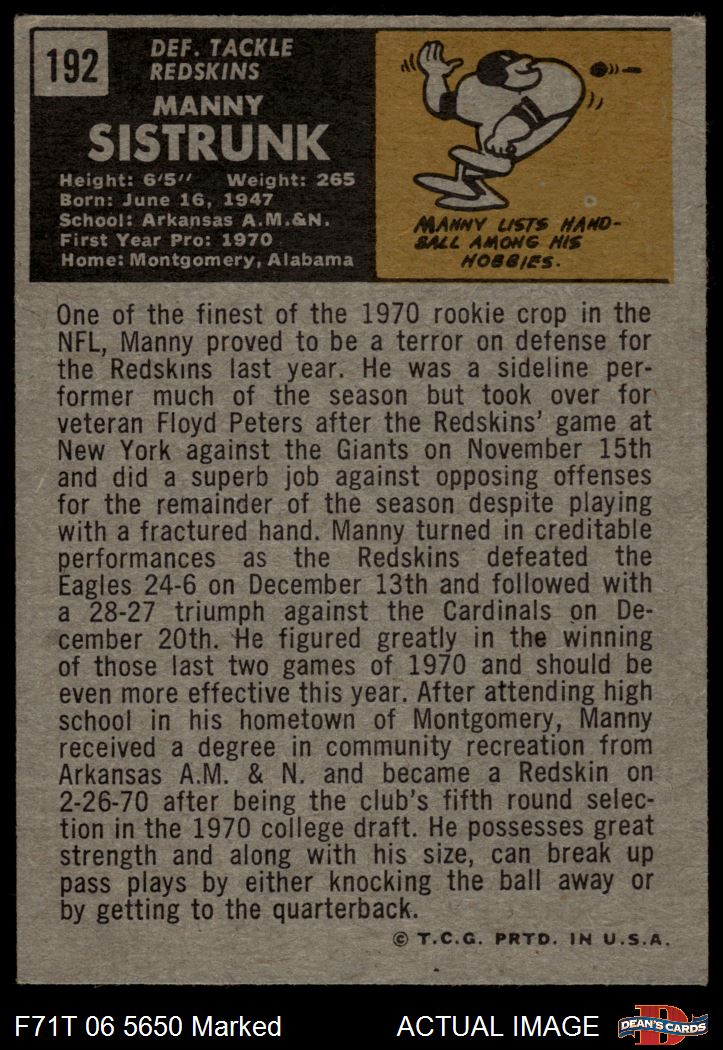 192
DEF. TACKLE
REDSKINS
MANNY
SISTRUNK
Height: 6'5" Weight: 265
Born: June 16, 1947
School: Arkansas A.M.&N.
First Year Pro: 1970
Home: Montgomery, Alabama
MANNY LISTS HAND-
BALL AMONG HIS
HOBBIES.
One of the finest of the 1970 rookie crop in the
NFL, Manny proved to be a terror on defense for
the Redskins last year. He was a sideline per-
former much of the season but took over for
veteran Floyd Peters after the Redskins' game at
New York against the Giants on November 15th
and did a superb job against opposing offenses
for the remainder of the season despite playing
with a fractured hand. Manny turned in creditable
performances as the Redskins defeated the
Eagles 24-6 on December 13th and followed with
a 28-27 triumph against the Cardinals on De-
cember 20th. He figured greatly in the winning
of those last two games of 1970 and should be
even more effective this year. After attending high
school in his hometown of Montgomery, Manny
received a degree in community recreation from
Arkansas A.M. & N. and became a Redskin on
2-26-70 after being the club's fifth round selec-
tion in the 1970 college draft. He possesses great
strength and along with his size, can break up
pass plays by either knocking the ball away or
by getting to the quarterback.
© T.C.G. PRTD. IN U.S.A.
F71T 06 5650 Marked
ACTUAL IMAGE
D
DEAN'S CARDS